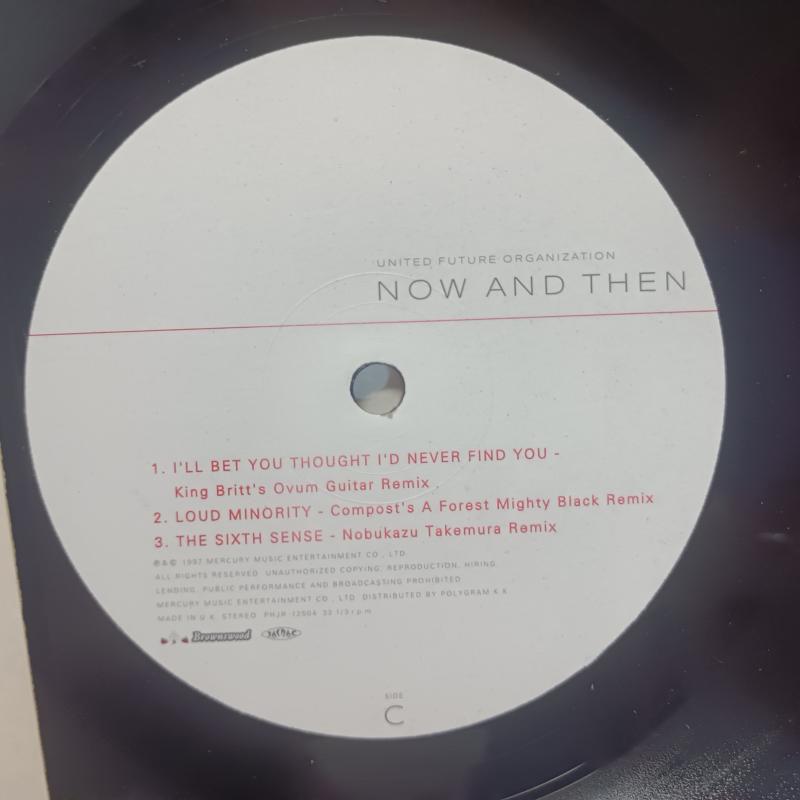 UNITED FUTURE ORGANIZATION
NOW AND THEN
1. I'LL BET YOU THOUGHT I'D NEVER FIND YOU -
King Britt's Ovum Guitar Remix
2. LOUD MINORITY - Compost's A Forest Mighty Black Remix
3. THE SIXTH SENSE - Nobukazu Takemura Remix
℗&© 1997 MERCURY MUSIC ENTERTAINMENT CO., LTD.
ALL RIGHTS RESERVED. UNAUTHORIZED COPYING, REPRODUCTION, HIRING,
LENDING, PUBLIC PERFORMANCE AND BROADCASTING PROHIBITED
MERCURY MUSIC ENTERTAINMENT CO., LTD. DISTRIBUTED BY POLYGRAM K.K.
MADE IN U.K. STEREO PHJR-12504 33 1/3 r.p.m.
Brownswood
SIDE
C